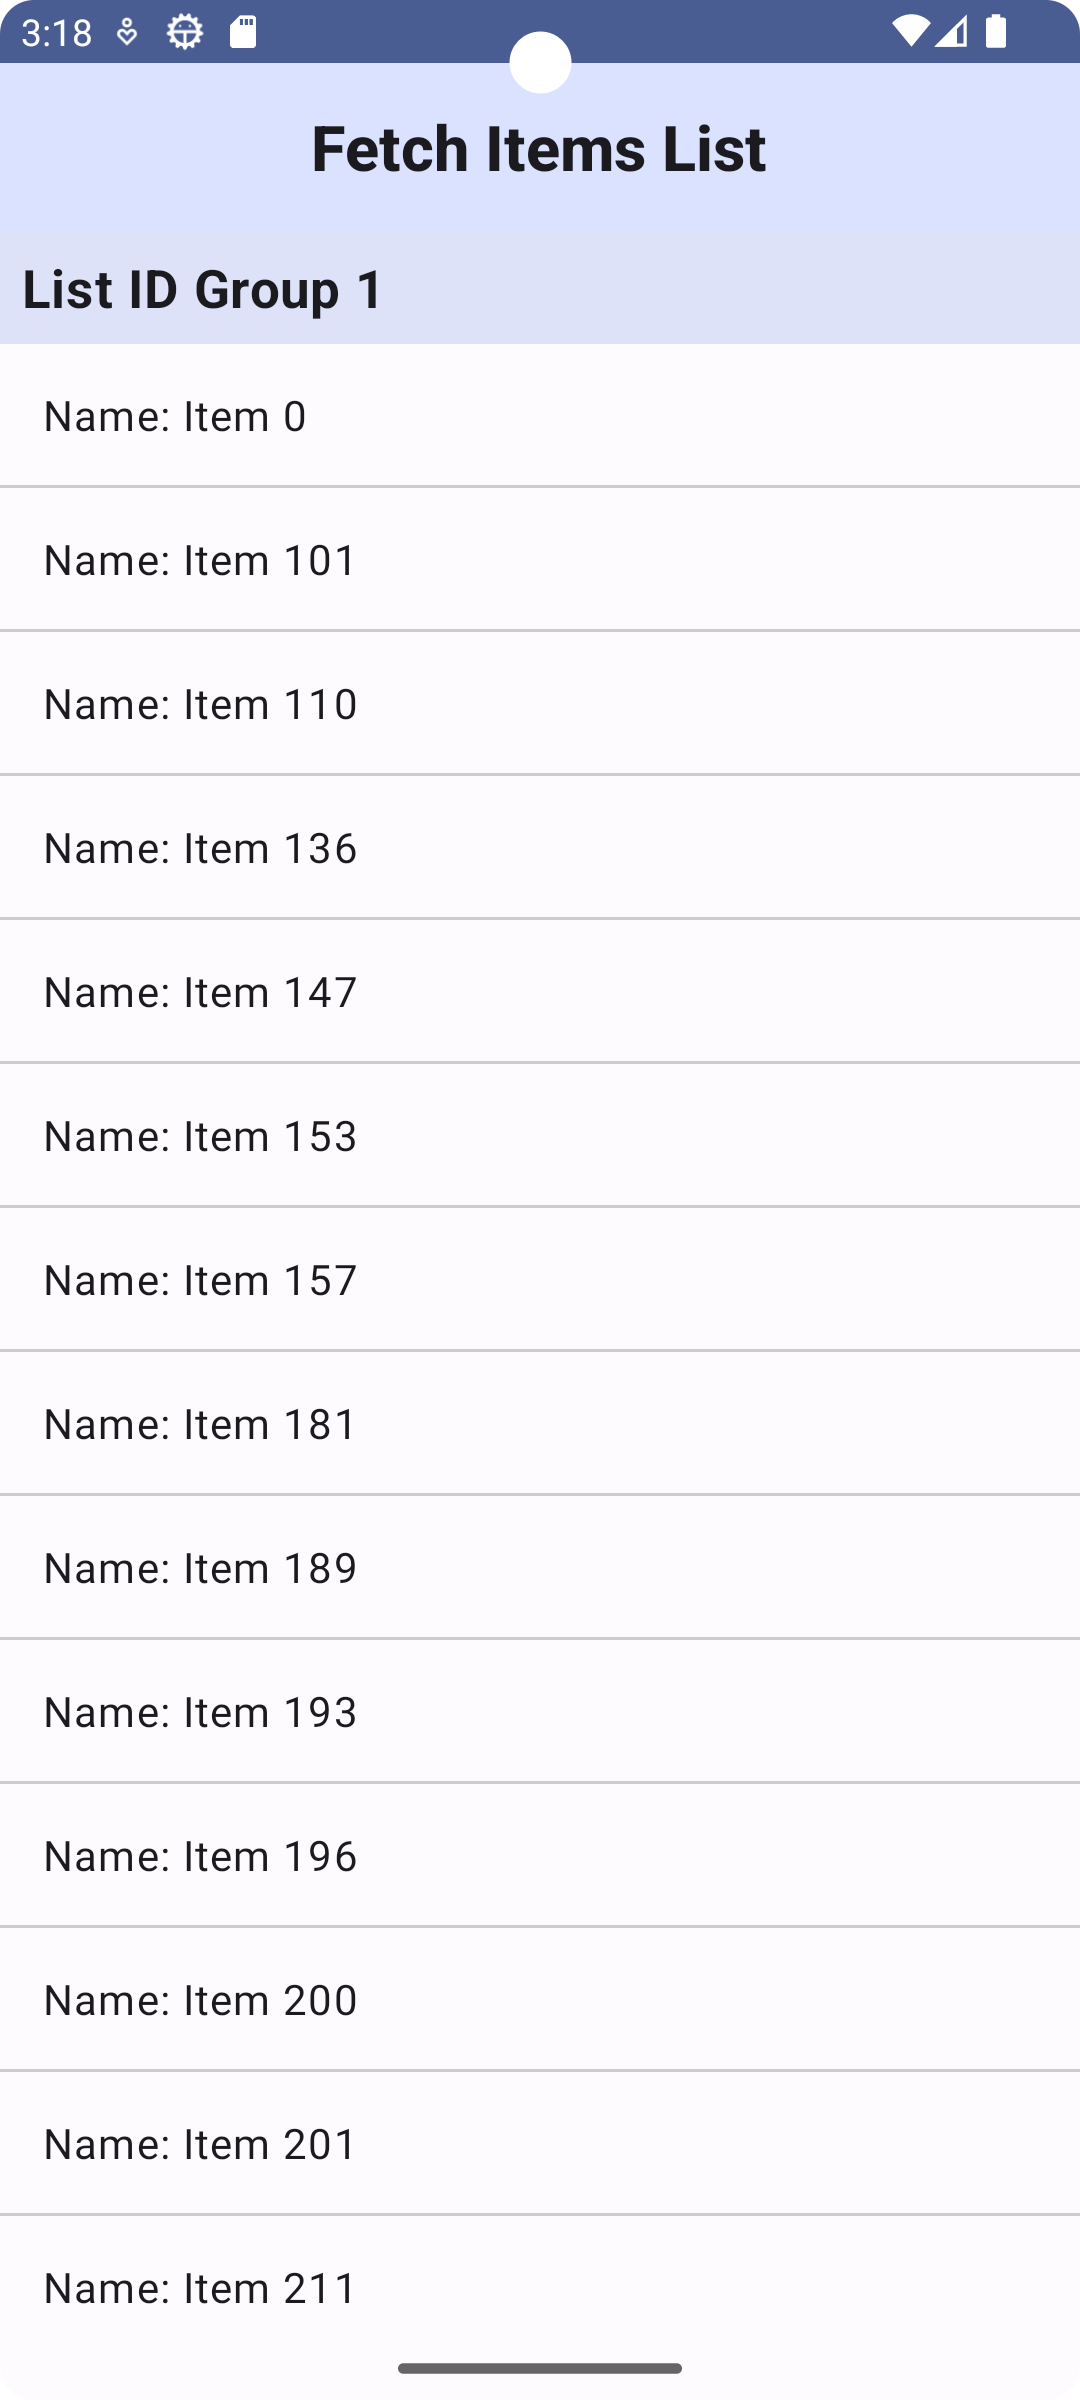 3:18
Fetch Items List
List ID Group 1
Name: Item 0
Name: Item 101
Name: Item 110
Name: Item 136
Name: Item 147
Name: Item 153
Name: Item 157
Name: Item 181
Name: Item 189
Name: Item 193
Name: Item 196
Name: Item 200
Name: Item 201
Name: Item 211